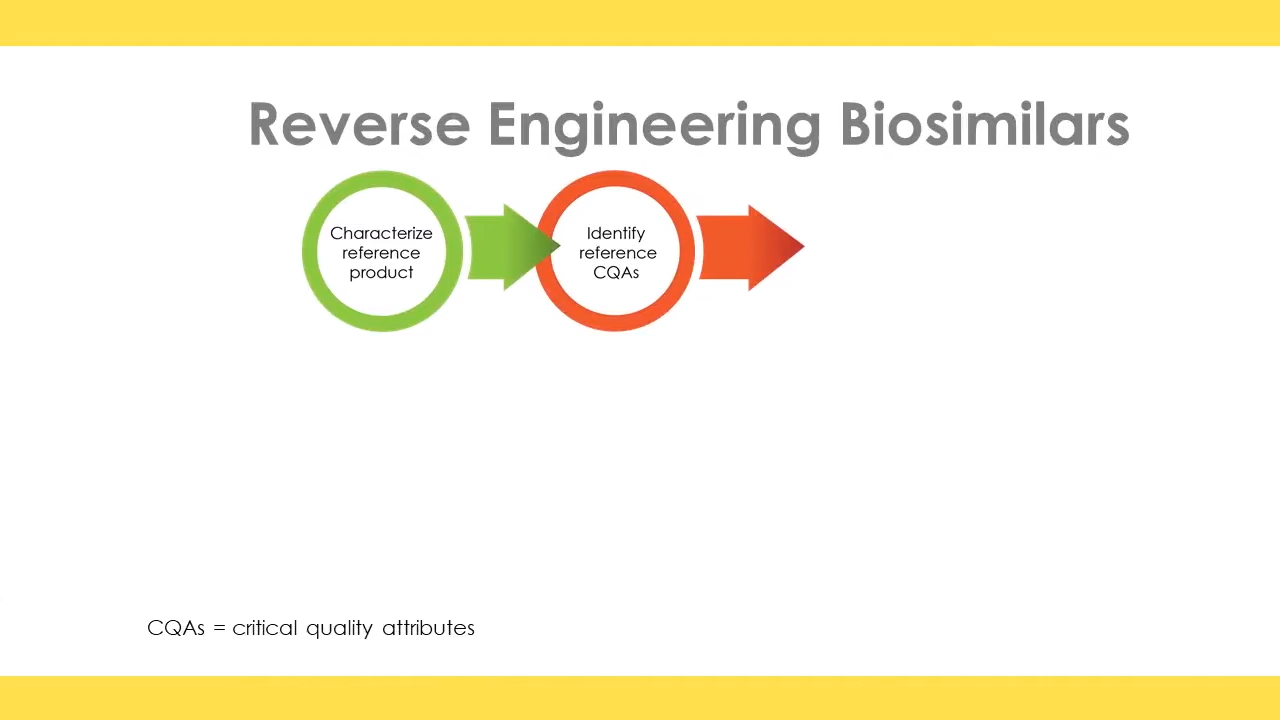 Reverse Engineering Biosimilars
Characterize
reference
product
Identify
reference
CQAs
CQAs = critical quality attributes